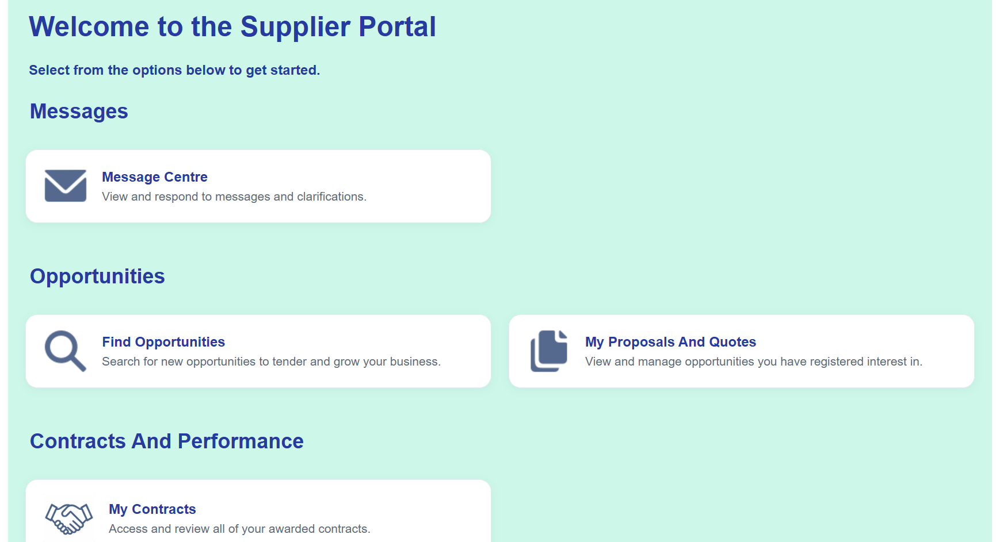 Welcome to the Supplier Portal
Select from the options below to get started.
Messages
Message Centre
View and respond to messages and clarifications.
Opportunities
Find Opportunities
Search for new opportunities to tender and grow your business.
My Proposals And Quotes
View and manage opportunities you have registered interest in.
Contracts And Performance
My Contracts
Access and review all of your awarded contracts.